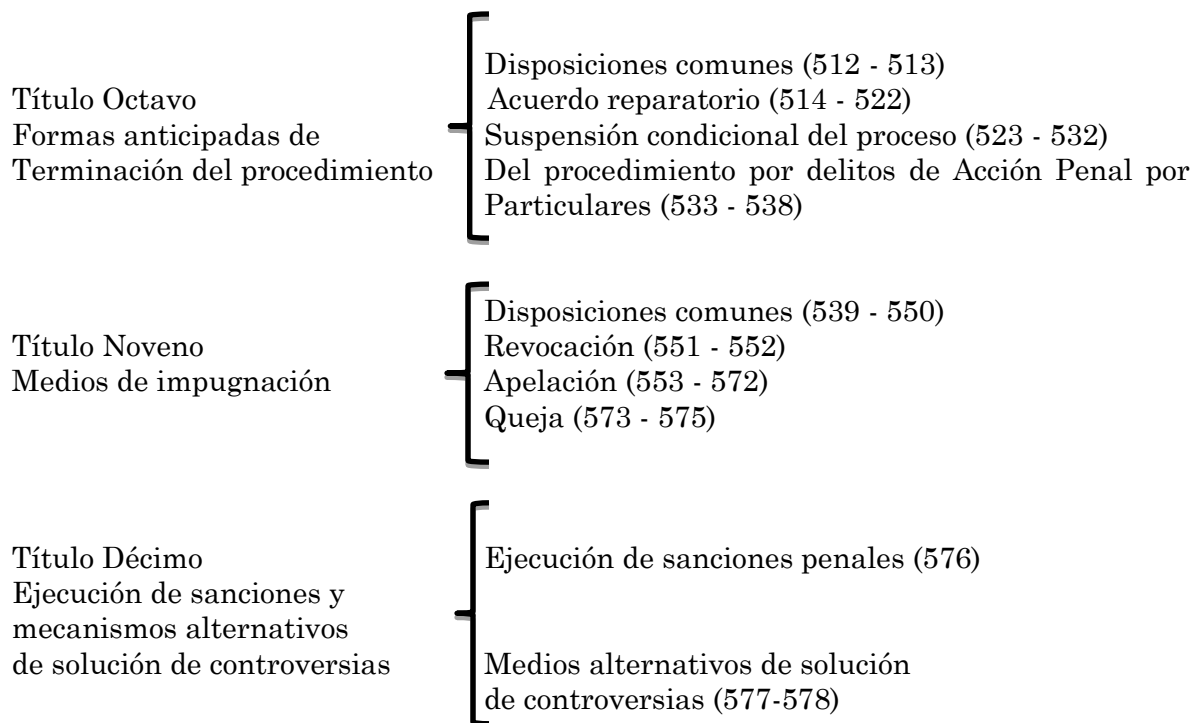 Título Octavo
Formas anticipadas de
Terminación del procedimiento
Disposiciones comunes (512 - 513)
Acuerdo reparatorio (514 - 522)
Suspensión condicional del proceso (523 - 532)
Del procedimiento por delitos de Acción Penal por
Particulares (533 - 538)
Título Noveno
Medios de impugnación
Disposiciones comunes (539 - 550)
Revocación (551 - 552)
Apelación (553 - 572)
Queja (573 - 575)
Título Décimo
Ejecución de sanciones y
mecanismos alternativos
de solución de controversias
Ejecución de sanciones penales (576)
Medios alternativos de solución
de controversias (577-578)